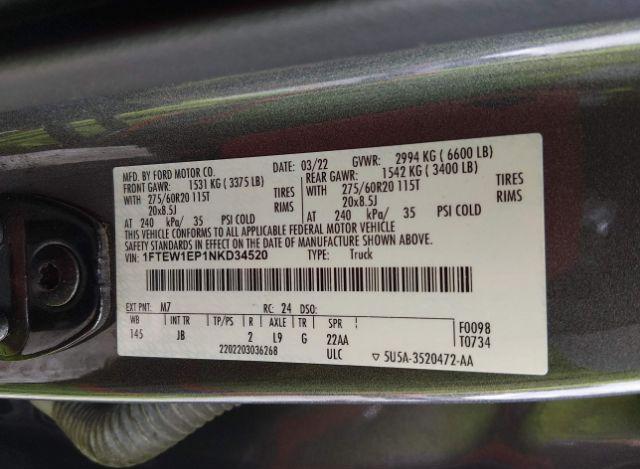 MFD. BY FORD MOTOR CO.
DATE: 03/22 GVWR: 2994 KG ( 6600 LB)
FRONT GAWR: 1531 KG ( 3375 LB) REAR GAWR: 1542 KG ( 3400 LB)
WITH 275/60R20 115T TIRES WITH 275/60R20 115T TIRES
20x8.5J RIMS 20x8.5J RIMS
AT 240 kPa/ 35 PSI COLD AT 240 kPa/ 35 PSI COLD
THIS VEHICLE CONFORMS TO ALL APPLICABLE FEDERAL MOTOR VEHICLE
SAFETY AND THEFT PREVENTION STANDARDS IN EFFECT ON THE
DATE OF MANUFACTURE SHOWN ABOVE.
VIN: 1FTEW1EP1NKD34520 TYPE: Truck
EXT PNT: M7 RC: 24 DSO:
WB INT TR TP/PS R AXLE TR SPR F0098
145 JB 2 L9 G 22AA T0734
2202203036268 ULC ▽ 5U5A-3520472-AA